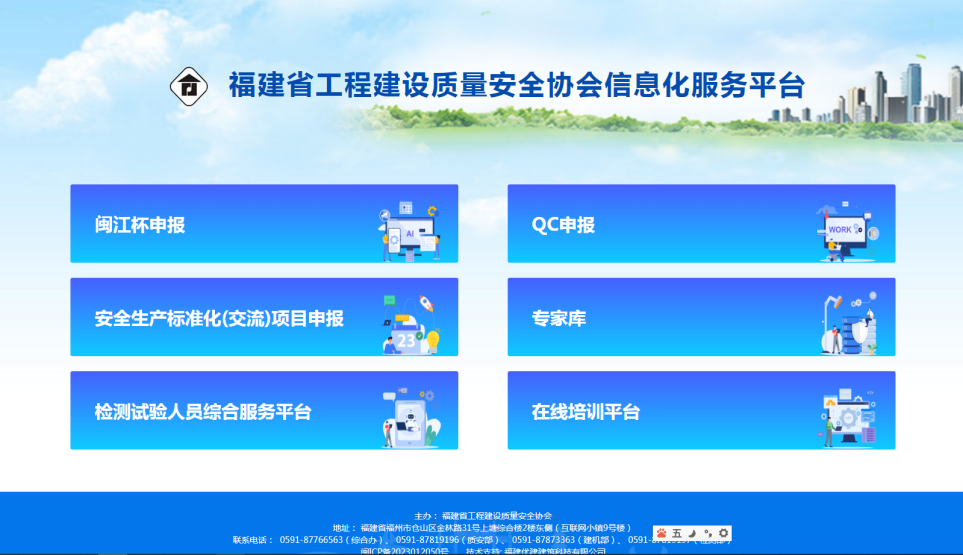 福建省工程建设质量安全协会信息化服务平台
闽江杯申报
AI
QC申报
WORK
安全生产标准化(交流)项目申报
23
专家库
检测试验人员综合服务平台
在线培训平台
主办： 福建省工程建设质量安全协会
地址： 福建省福州市仓山区金林路31号上塘综合楼2楼东侧（互联网小镇9号楼）
联系电话： 0591-87766563（综合办）、 0591-87819196（质安部）、 0591-87873363（建机部）、 0591-
五
闽ICP备2023012050号 技术支持: 福建优建建筑科技有限公司